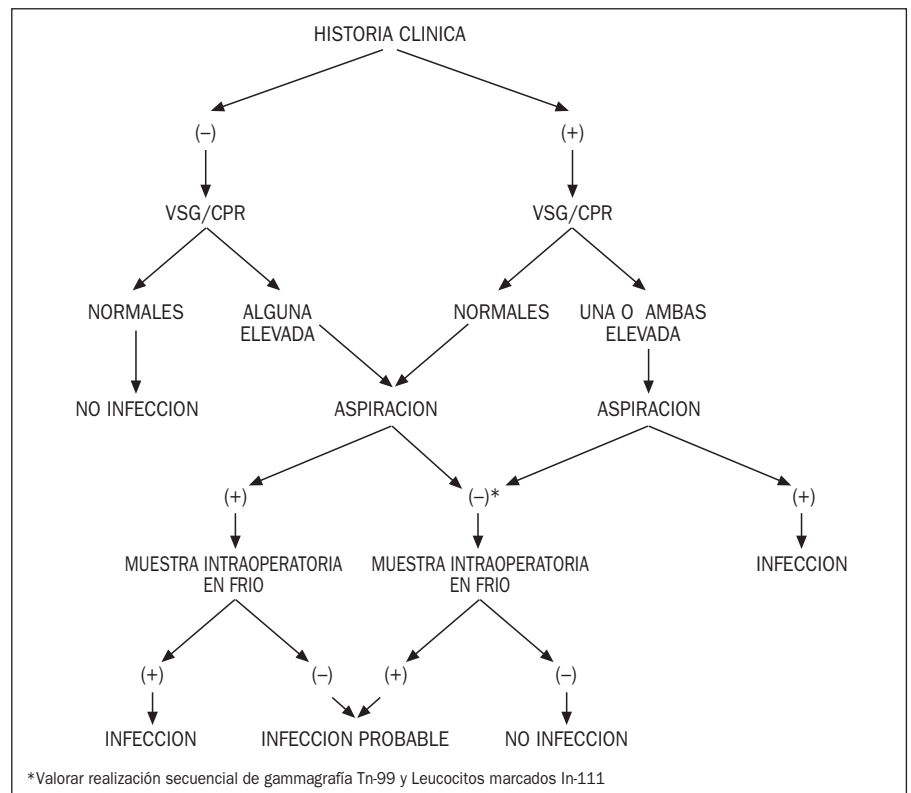 HISTORIA CLINICA
(–)
(+)
VSG/CPR
VSG/CPR
NORMALES
ALGUNA
ELEVADA
NORMALES
UNA O AMBAS
ELEVADA
NO INFECCION
ASPIRACION
ASPIRACION
(+)
(–)*
(+)
MUESTRA INTRAOPERATORIA
EN FRIO
MUESTRA INTRAOPERATORIA
EN FRIO
INFECCION
(+)
(–)
(+)
(–)
INFECCION
INFECCION PROBABLE
NO INFECCION
*Valorar realización secuencial de gammagrafía Tn-99 y Leucocitos marcados In-111